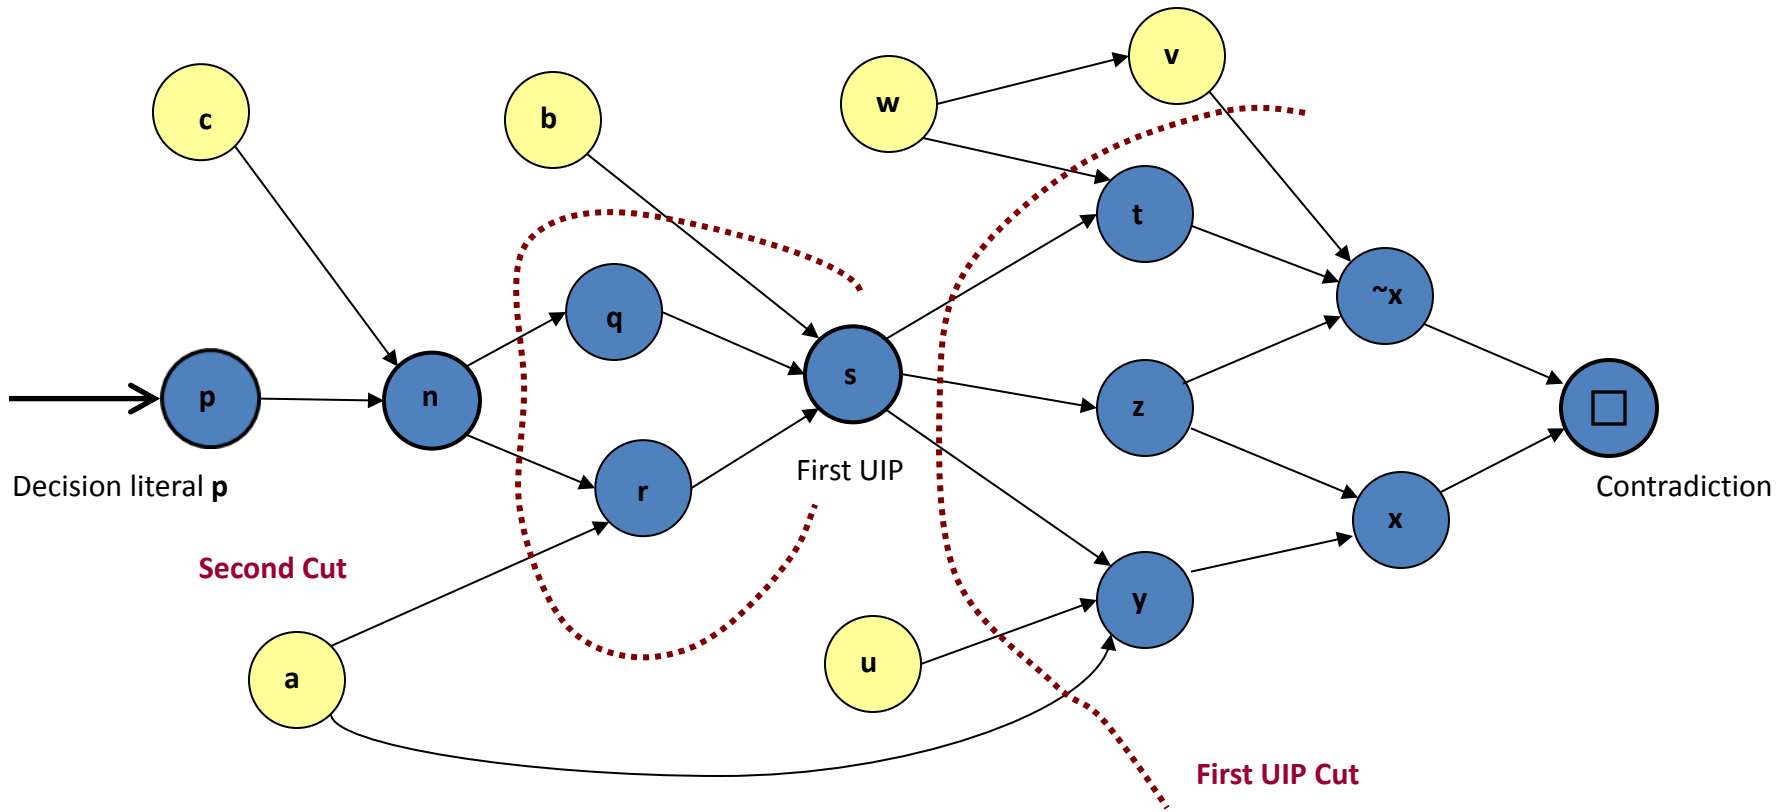 v
w
c
b
t
~x
q
s
p
n
z
□
First UIP
Decision literal p
r
x
Contradiction
Second Cut
y
u
a
First UIP Cut